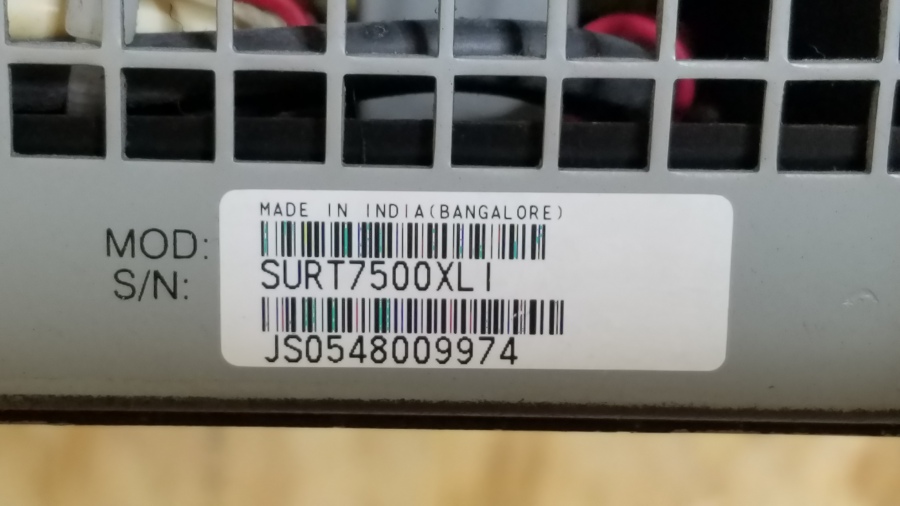 MADE IN INDIA(BANGALORE)
MOD:
SURT7500XLI
S/N:
JS0548009974